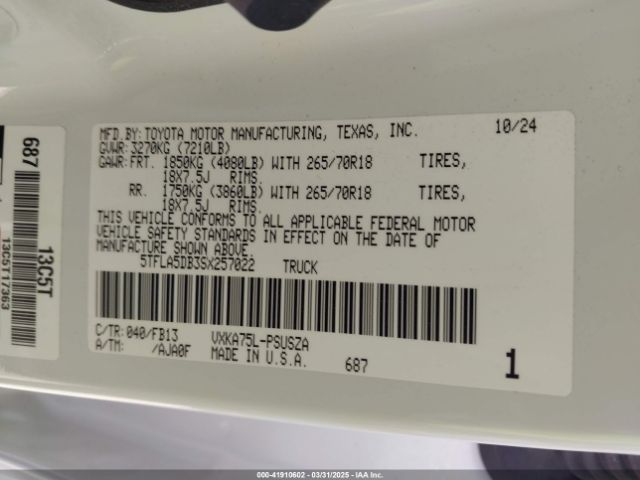 MFD.BY:TOYOTA MOTOR MANUFACTURING, TEXAS, INC. 10/24
GVWR:3270KG (7210LB)
GAWR:FRT. 1850KG (4080LB) WITH 265/70R18 TIRES,
18X7.5J RIMS.
RR. 1750KG (3860LB) WITH 265/70R18 TIRES,
18X7.5J RIMS.
THIS VEHICLE CONFORMS TO ALL APPLICABLE FEDERAL MOTOR
VEHICLE SAFETY STANDARDS IN EFFECT ON THE DATE OF
MANUFACTURE SHOWN ABOVE.
5TFLA5DB3SX257022 TRUCK
C/TR:040/FB13 VXKA75L-PSUSZA
A/TM: /AJA0F MADE IN U.S.A. 687 1
687
13C5T
13C5T17363
000-41910602 - 03/31/2025 - IAAI Inc. Copyright